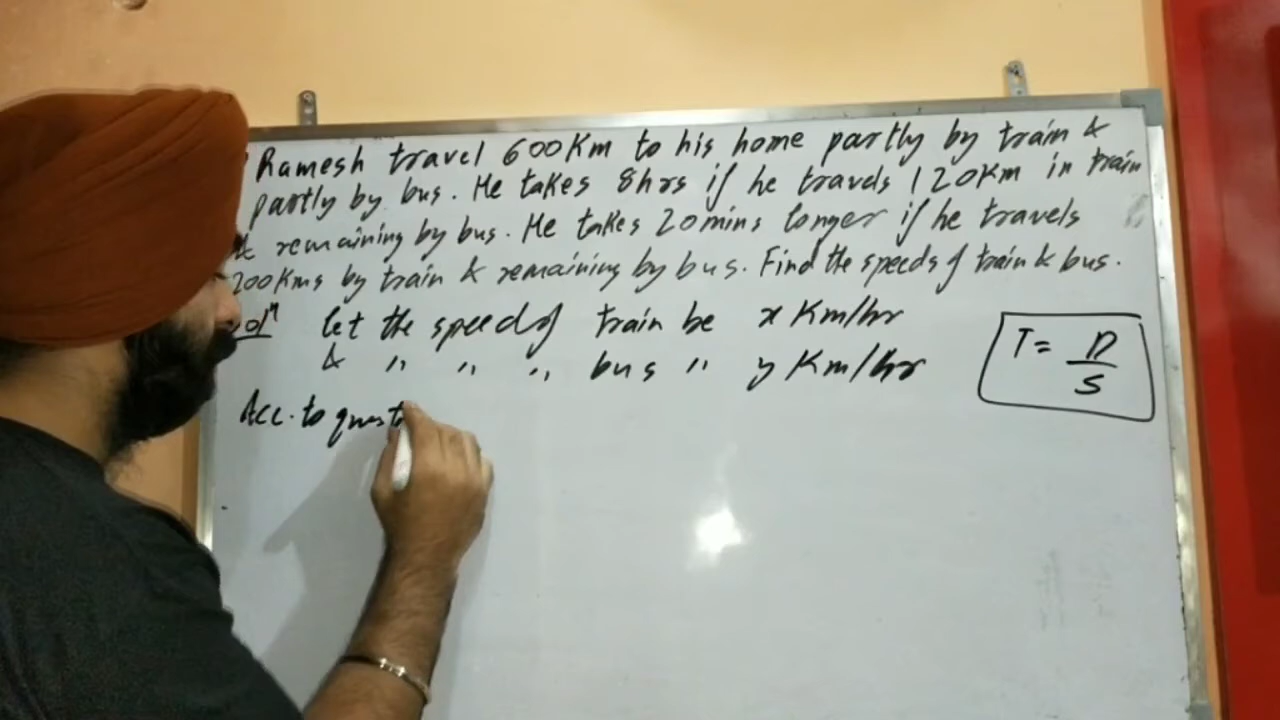 Ramesh travel 600Km to his home partly by train &
partly by bus. He takes 8hrs if he travels 120Km in train
& remaining by bus. He takes 20mins longer if he travels
200Kms by train & remaining by bus. Find the speeds of train & bus.
Solⁿ let the speed of train be x Km/hr
& " " " bus " y Km/hr
T = D/S
Acc. to quest